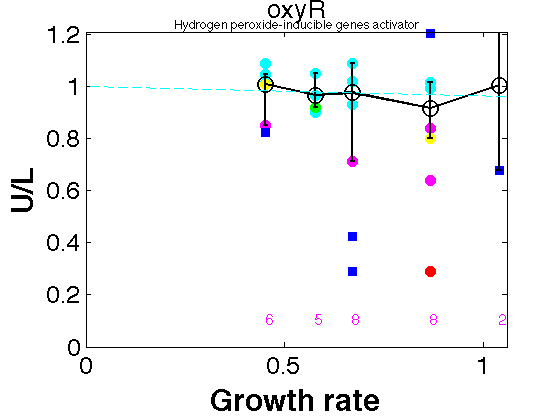 oxyR
Hydrogen peroxide-inducible genes activator
1.2
1
0.8
0.6
0.4
0.2
0
U/L
6 5 8 8 2
0 0.5 1
Growth rate